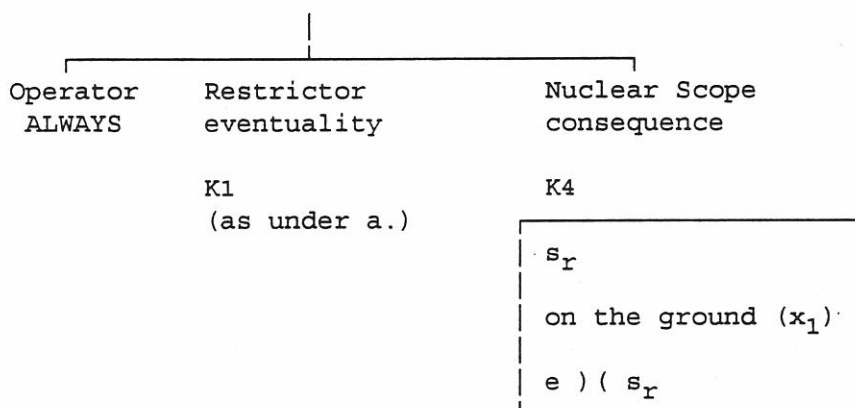 Operator Restrictor Nuclear Scope
ALWAYS eventuality consequence
K1 K4
(as under a.)
s_r
on the ground (x_1)
e ) ( s_r